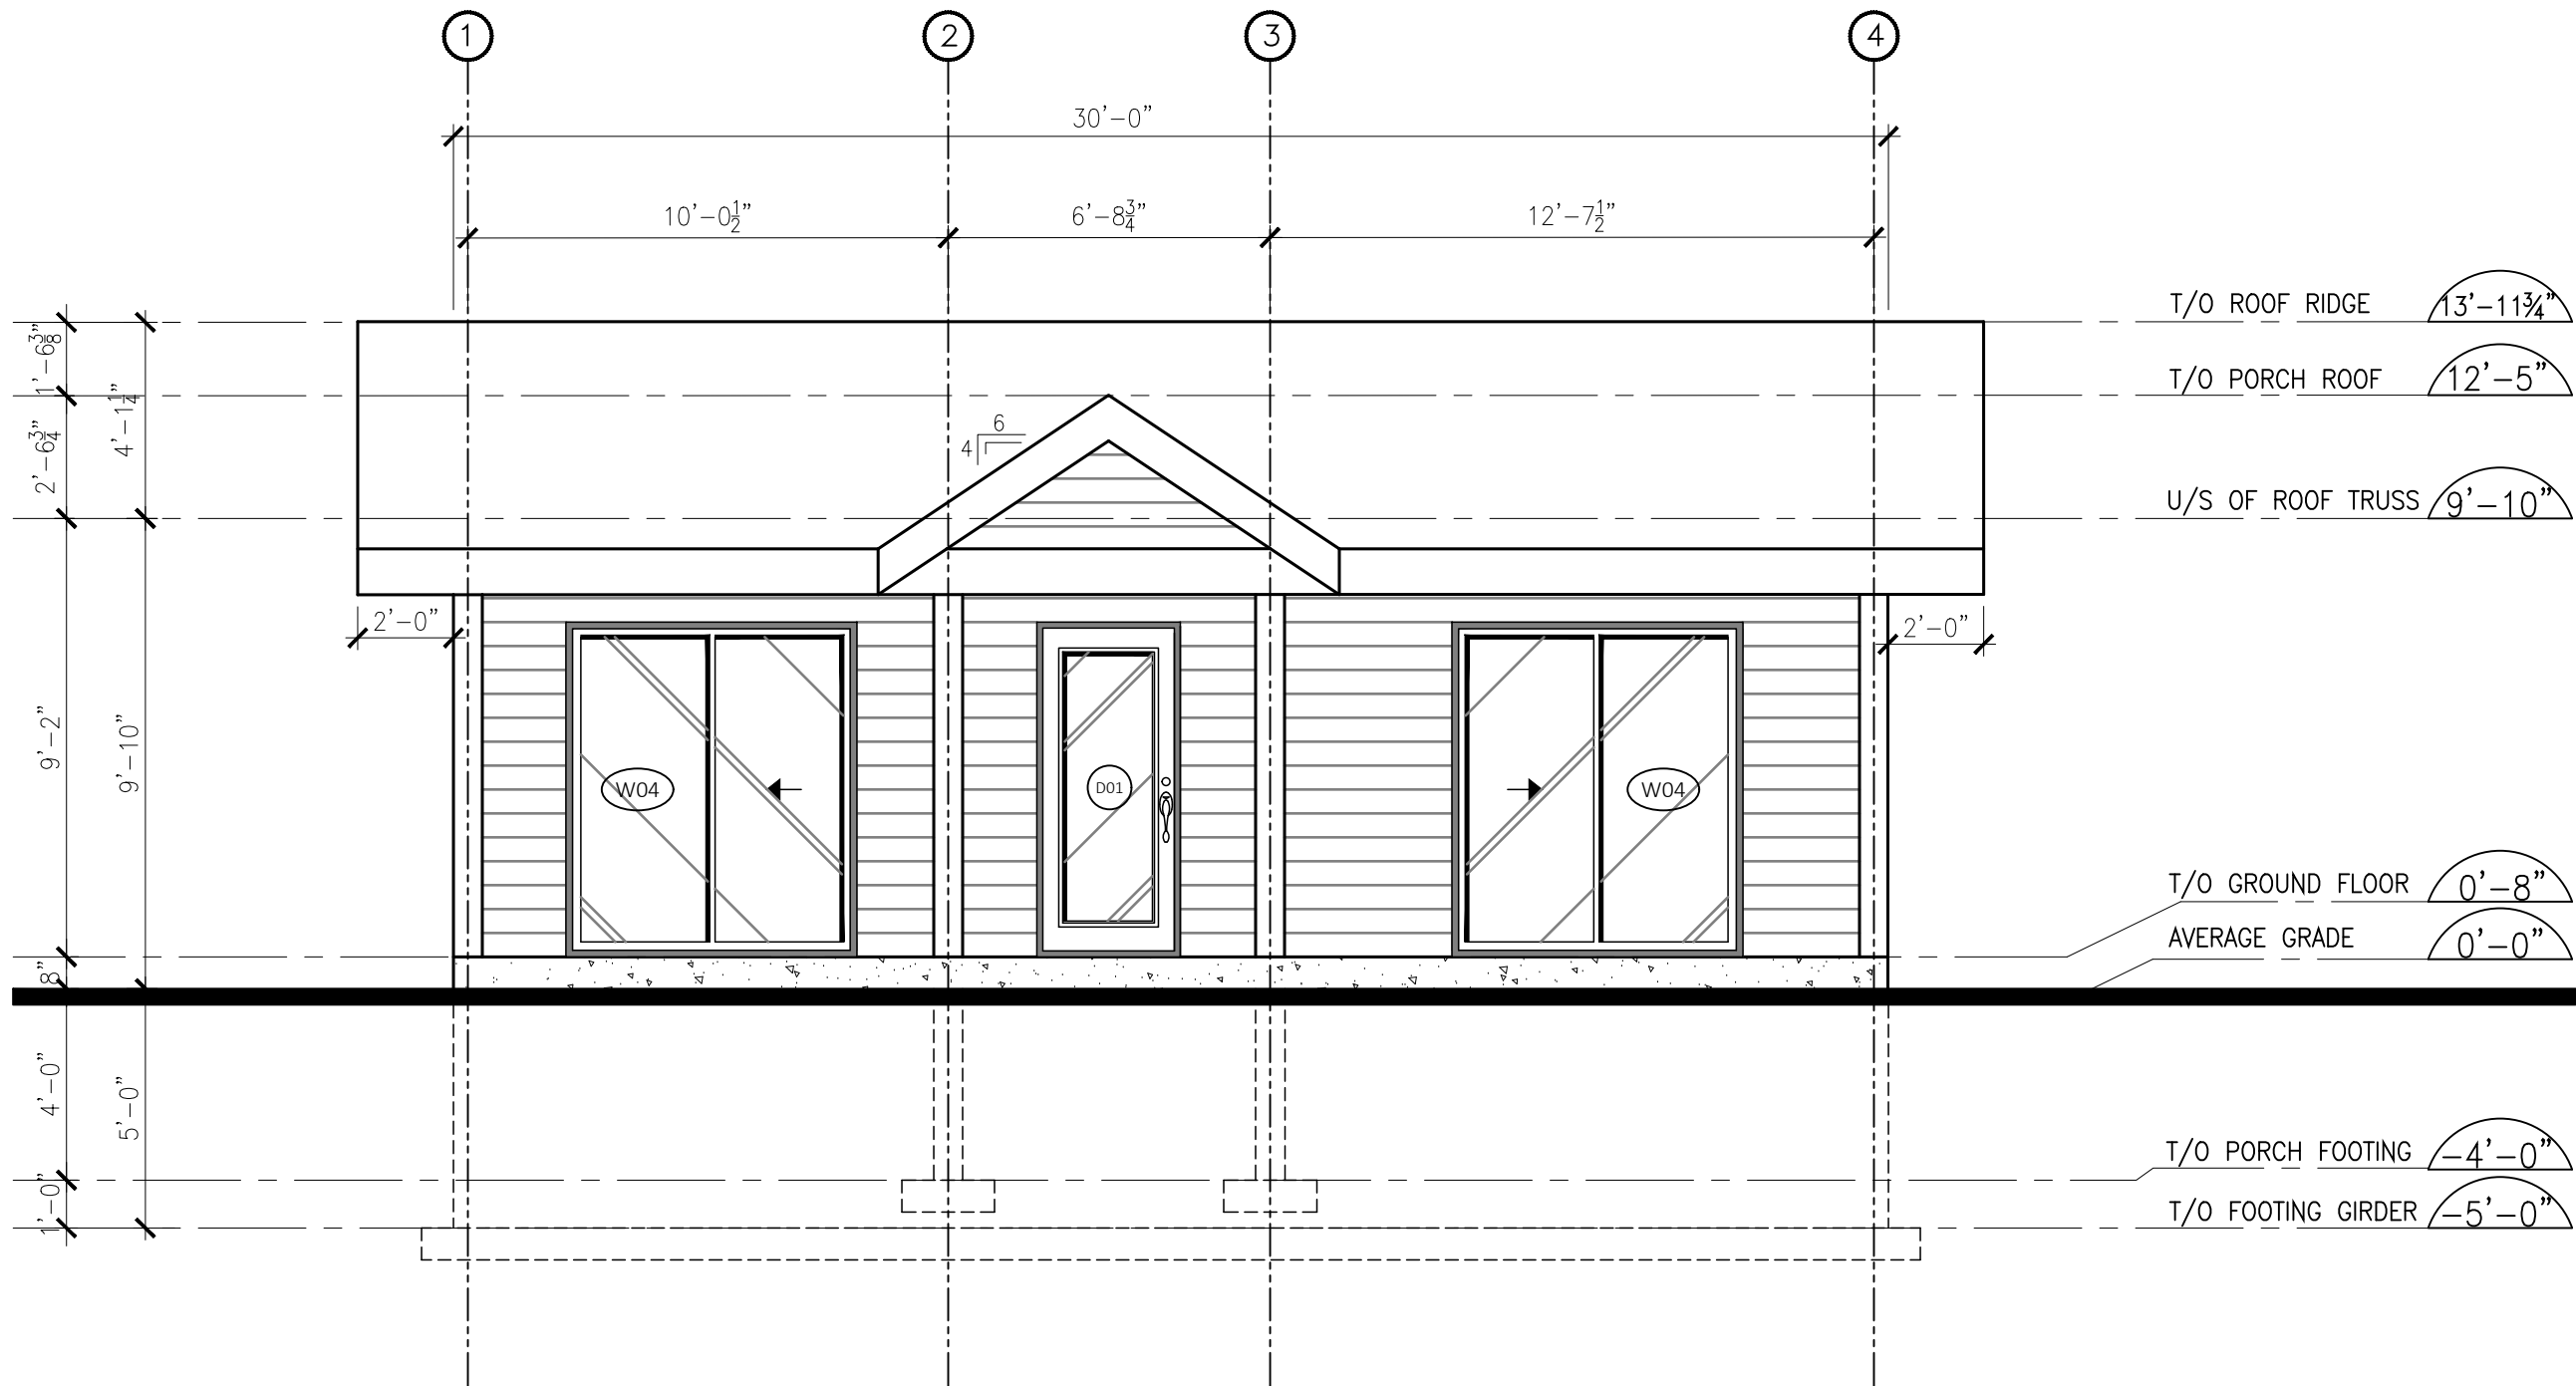 1 2 3 4
30'-0"
10'-0½" 6'-8¾" 12'-7½"
T/O ROOF RIDGE 13'-11¾"
1'-6⅜"
T/O PORCH ROOF 12'-5"
4'-1¼"
6
4
2'-6¾"
U/S OF ROOF TRUSS 9'-10"
2'-0" 2'-0"
9'-2" 9'-10"
W04 D01 W04
T/O GROUND FLOOR 0'-8"
AVERAGE GRADE 0'-0"
8"
4'-0" 5'-0"
T/O PORCH FOOTING -4'-0"
1'-0"
T/O FOOTING GIRDER -5'-0"